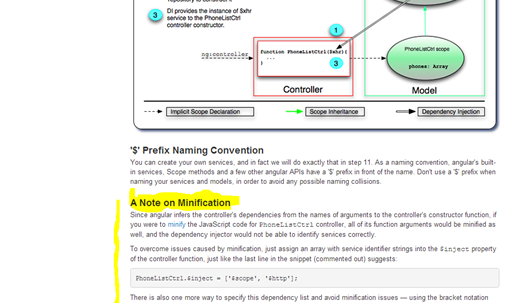 repository to construct it
3 DI provides the instance of $xhr
service to the PhoneListCtrl
controller constructor.
1
ng:controller
function PhoneListCtrl($xhr){
...
}
3
Controller
PhoneListCtrl scope
phones: Array
Model
Implicit Scope Declaration
Scope Inheritance
Dependency Injection
'$' Prefix Naming Convention
You can create your own services, and in fact we will do exactly that in step 11. As a naming convention, angular's built-
in services, Scope methods and a few other angular APIs have a '$' prefix in front of the name. Don't use a '$' prefix when
naming your services and models, in order to avoid any possible naming collisions.
A Note on Minification
Since angular infers the controller's dependencies from the names of arguments to the controller's constructor function, if
you were to minify the JavaScript code for PhoneListCtrl controller, all of its function arguments would be minified as
well, and the dependency injector would not be able to identify services correctly.
To overcome issues caused by minification, just assign an array with service identifier strings into the $inject property
of the controller function, just like the last line in the snippet (commented out) suggests:
PhoneListCtrl.$inject = ['$scope', '$http'];
There is also one more way to specify this dependency list and avoid minification issues — using the bracket notation